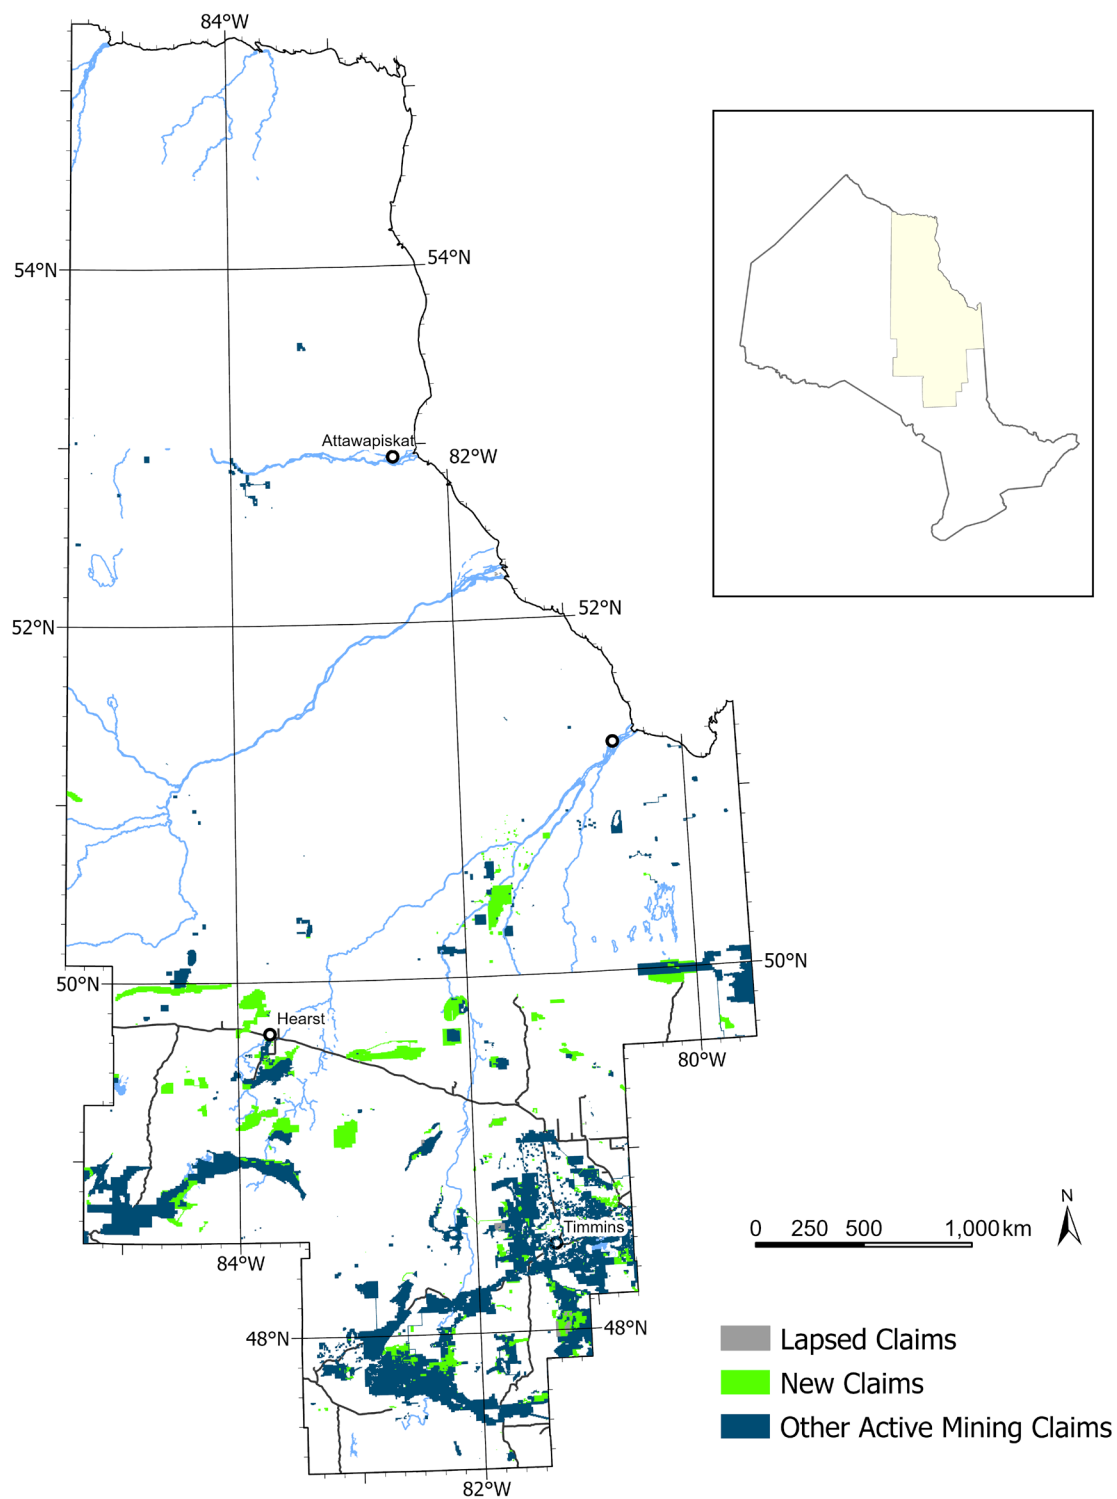 84°W
54°N
54°N
Attawapiskat
82°W
52°N
52°N
50°N
50°N
Hearst
80°W
Timmins
N
0 250 500 1,000 km
84°W
48°N
48°N
Lapsed Claims
New Claims
Other Active Mining Claims
82°W